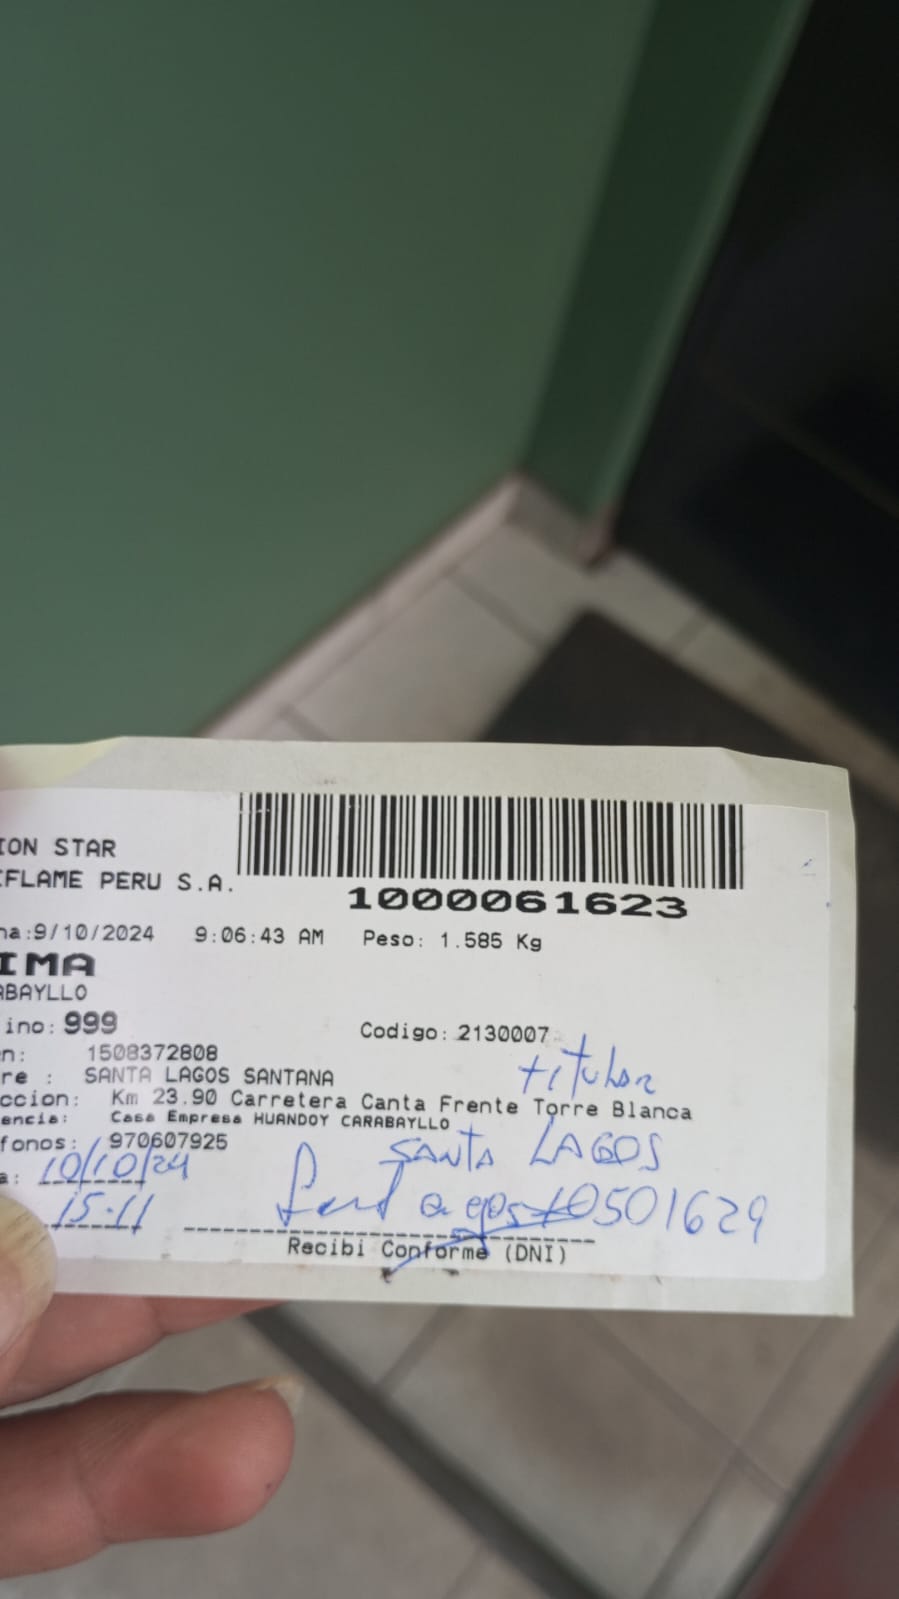 ION STAR
EFLAME PERU S.A.
1000061623
na:9/10/2024 9:06:43 AM Peso: 1.585 Kg
IMA
ABAYLLO
ino: 999 Codigo: 2130007
n: 1508372808
titular
re : SANTA LAGOS SANTANA
ccion: Km 23.90 Carretera Canta Frente Torre Blanca
encia: Casa Empresa HUANDOY CARABAYLLO
fonos: 970607925
SANTA LAGOS
a: 10/10/24
15:11
0501629
Recibi Conforme (DNI)